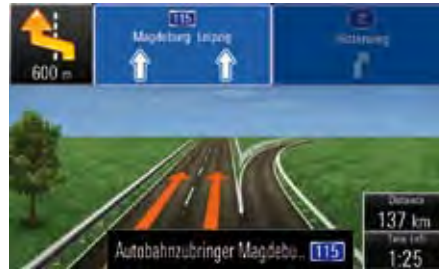 115
Magdeburg Leipzig
600 m
Distance
137 km
Autobahnzubringer Magdebu.. 115
Time left
1:25